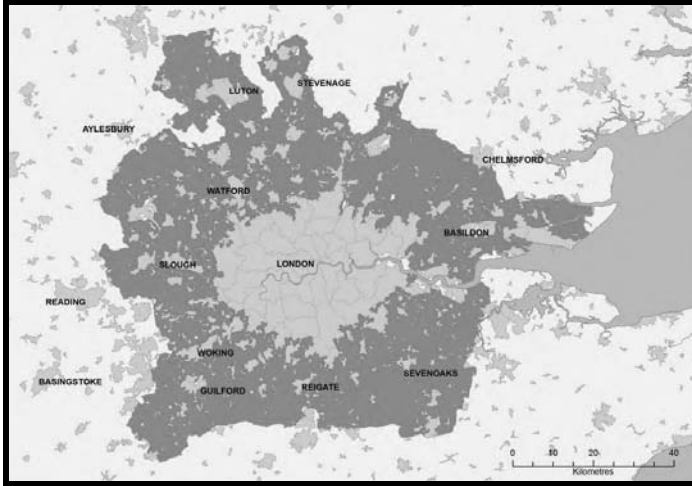 LUTON
STEVENAGE
AYLESBURY
CHELMSFORD
WATFORD
BASILDON
SLOUGH
LONDON
READING
WOKING
SEVENOAKS
BASINGSTOKE
GUILFORD
REIGATE
0 10 20 40
Kilometres